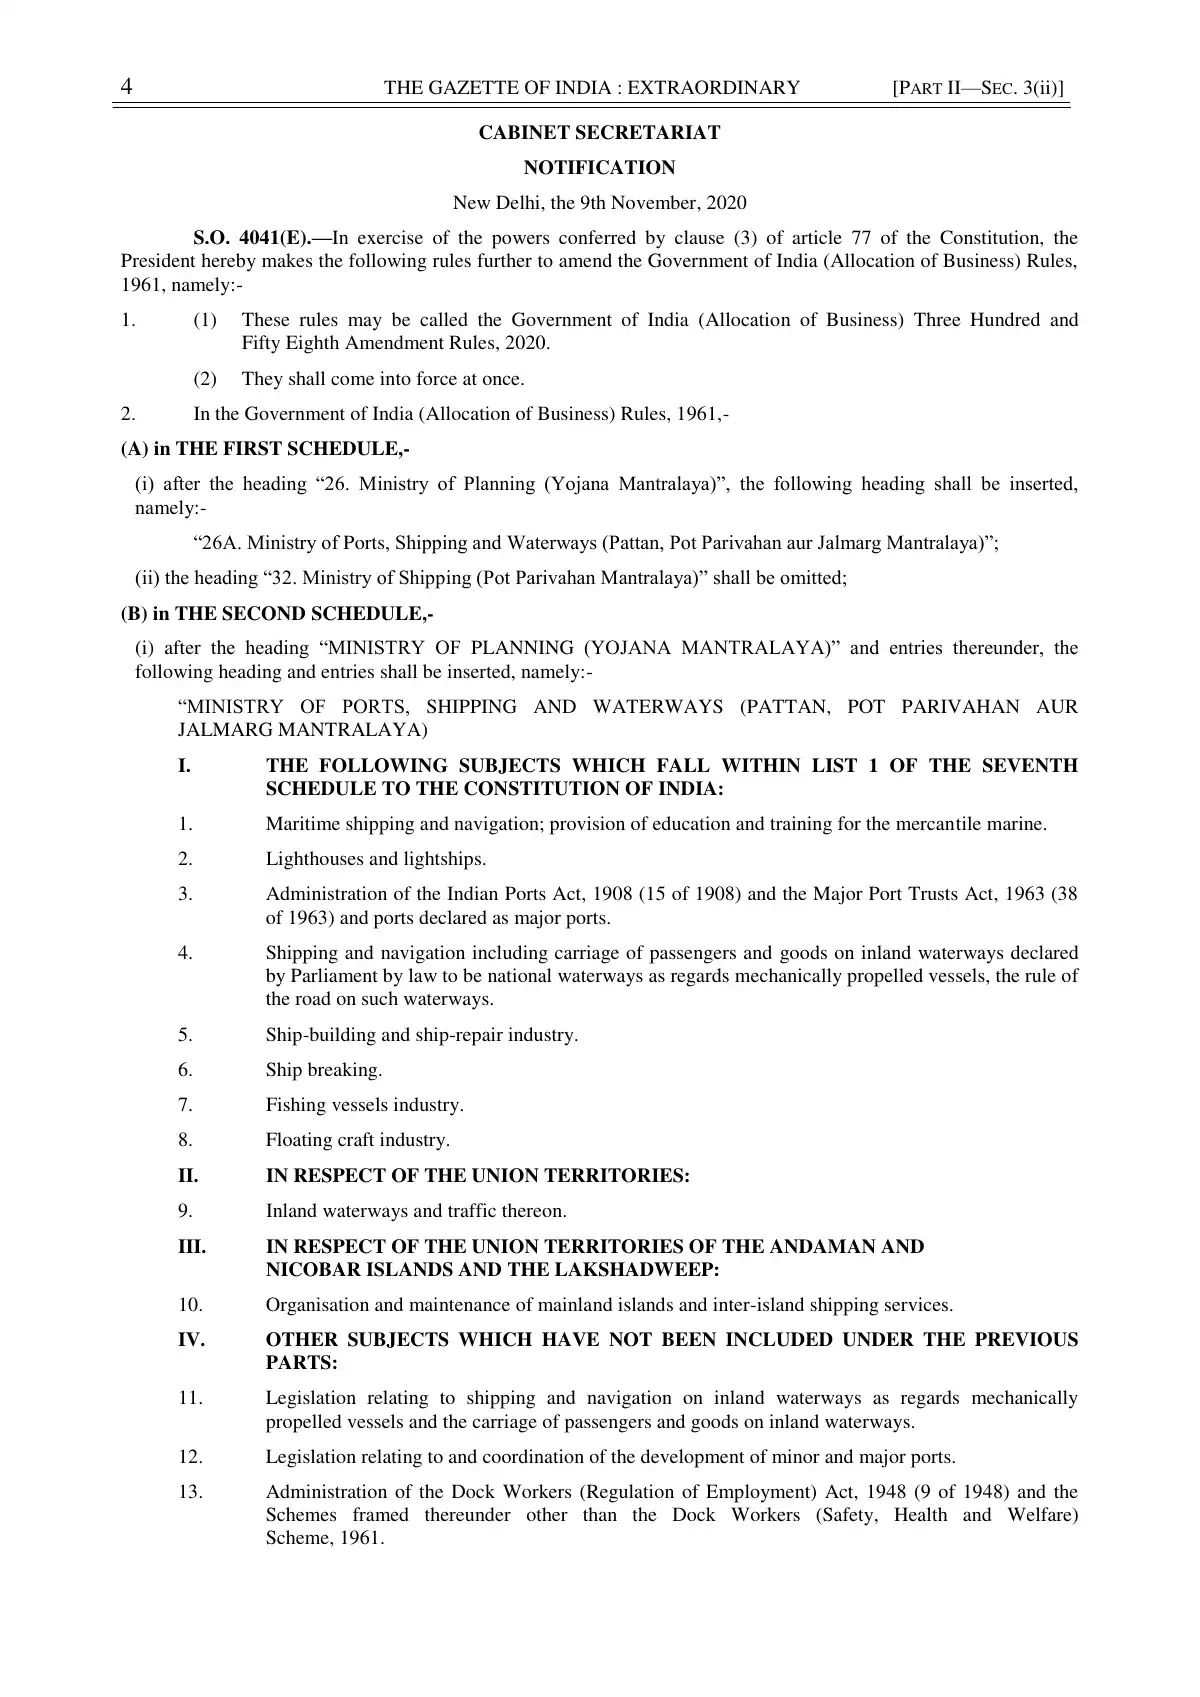 4 THE GAZETTE OF INDIA : EXTRAORDINARY [PART II—SEC. 3(ii)]
CABINET SECRETARIAT
NOTIFICATION
New Delhi, the 9th November, 2020
S.O. 4041(E).—In exercise of the powers conferred by clause (3) of article 77 of the Constitution, the
President hereby makes the following rules further to amend the Government of India (Allocation of Business) Rules,
1961, namely:-
1. (1) These rules may be called the Government of India (Allocation of Business) Three Hundred and
Fifty Eighth Amendment Rules, 2020.
(2) They shall come into force at once.
2. In the Government of India (Allocation of Business) Rules, 1961,-
(A) in THE FIRST SCHEDULE,-
(i) after the heading “26. Ministry of Planning (Yojana Mantralaya)”, the following heading shall be inserted,
namely:-
“26A. Ministry of Ports, Shipping and Waterways (Pattan, Pot Parivahan aur Jalmarg Mantralaya)”;
(ii) the heading “32. Ministry of Shipping (Pot Parivahan Mantralaya)” shall be omitted;
(B) in THE SECOND SCHEDULE,-
(i) after the heading “MINISTRY OF PLANNING (YOJANA MANTRALAYA)” and entries thereunder, the
following heading and entries shall be inserted, namely:-
“MINISTRY OF PORTS, SHIPPING AND WATERWAYS (PATTAN, POT PARIVAHAN AUR
JALMARG MANTRALAYA)
I. THE FOLLOWING SUBJECTS WHICH FALL WITHIN LIST 1 OF THE SEVENTH
SCHEDULE TO THE CONSTITUTION OF INDIA:
1. Maritime shipping and navigation; provision of education and training for the mercantile marine.
2. Lighthouses and lightships.
3. Administration of the Indian Ports Act, 1908 (15 of 1908) and the Major Port Trusts Act, 1963 (38
of 1963) and ports declared as major ports.
4. Shipping and navigation including carriage of passengers and goods on inland waterways declared
by Parliament by law to be national waterways as regards mechanically propelled vessels, the rule of
the road on such waterways.
5. Ship-building and ship-repair industry.
6. Ship breaking.
7. Fishing vessels industry.
8. Floating craft industry.
II. IN RESPECT OF THE UNION TERRITORIES:
9. Inland waterways and traffic thereon.
III. IN RESPECT OF THE UNION TERRITORIES OF THE ANDAMAN AND
NICOBAR ISLANDS AND THE LAKSHADWEEP:
10. Organisation and maintenance of mainland islands and inter-island shipping services.
IV. OTHER SUBJECTS WHICH HAVE NOT BEEN INCLUDED UNDER THE PREVIOUS
PARTS:
11. Legislation relating to shipping and navigation on inland waterways as regards mechanically
propelled vessels and the carriage of passengers and goods on inland waterways.
12. Legislation relating to and coordination of the development of minor and major ports.
13. Administration of the Dock Workers (Regulation of Employment) Act, 1948 (9 of 1948) and the
Schemes framed thereunder other than the Dock Workers (Safety, Health and Welfare)
Scheme, 1961.